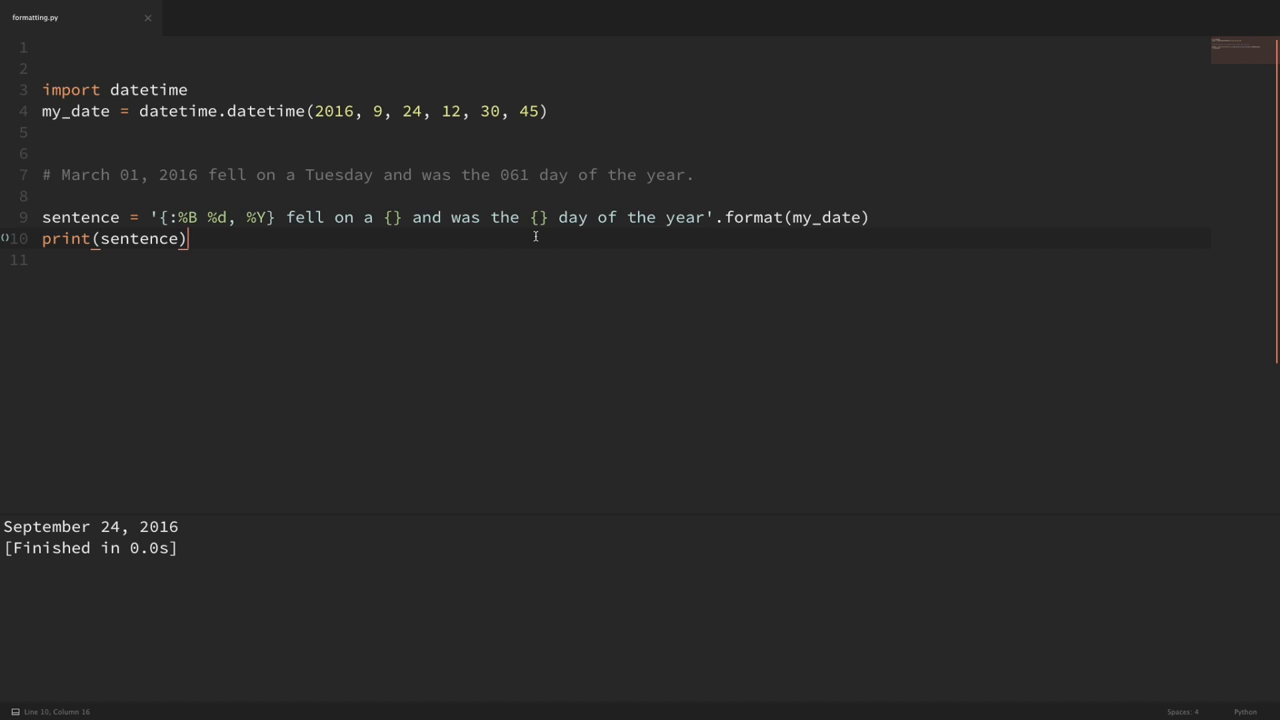 formatting.py ×
1
2
3 import datetime
4 my_date = datetime.datetime(2016, 9, 24, 12, 30, 45)
5
6
7 # March 01, 2016 fell on a Tuesday and was the 061 day of the year.
8
9 sentence = '{:%B %d, %Y} fell on a {} and was the {} day of the year'.format(my_date)
()10 print(sentence)
11
September 24, 2016
[Finished in 0.0s]
Line 10, Column 16 Spaces: 4 Python